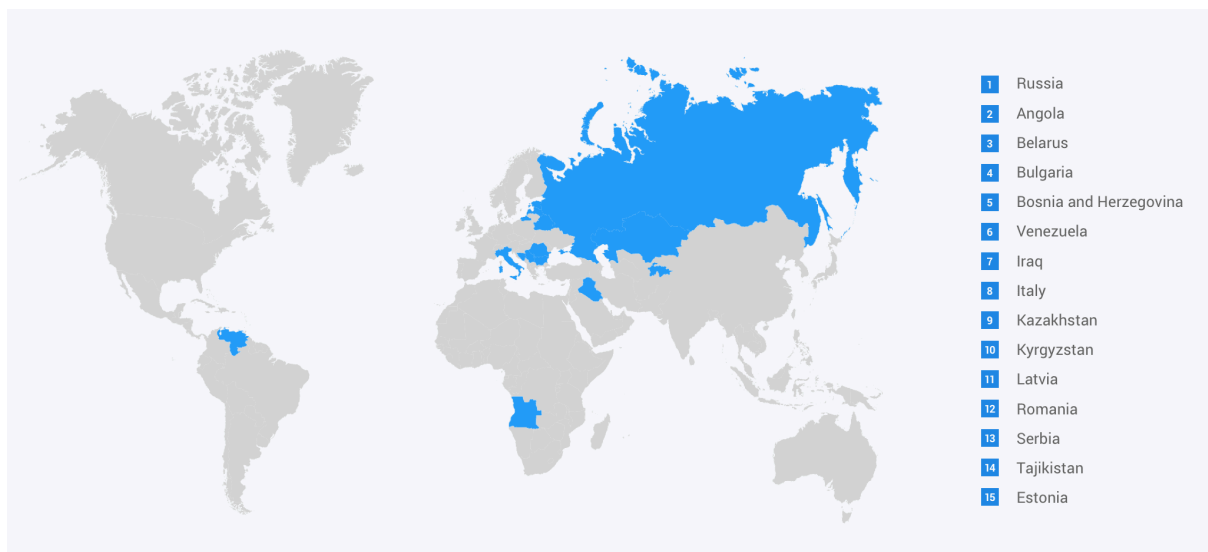 1 Russia
2 Angola
3 Belarus
4 Bulgaria
5 Bosnia and Herzegovina
6 Venezuela
7 Iraq
8 Italy
9 Kazakhstan
10 Kyrgyzstan
11 Latvia
12 Romania
13 Serbia
14 Tajikistan
15 Estonia